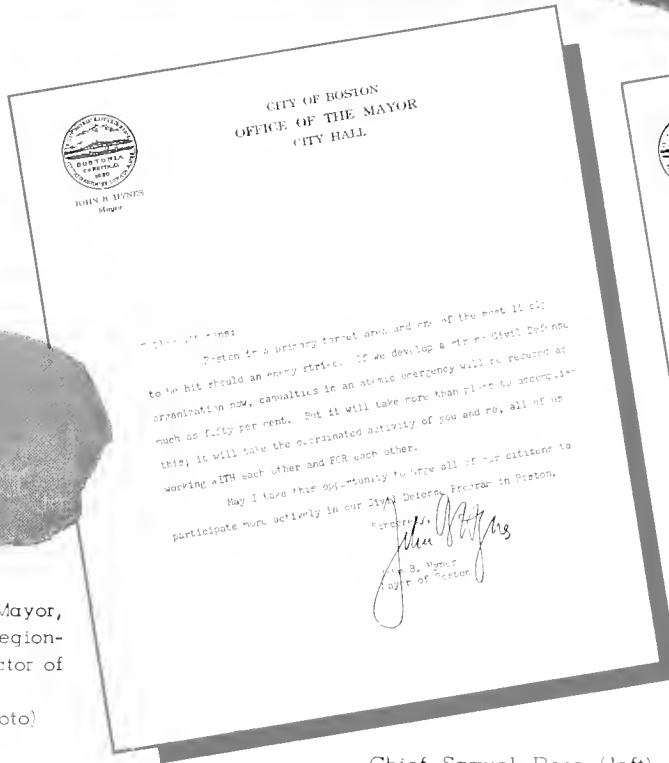 CITY OF BOSTON
OFFICE OF THE MAYOR
CITY HALL
BOSTONIA
CONDITA A.D.
1630
JOHN B. HYNES
Mayor
Boston is a primary target area and one of the most likely
to be hit should an enemy strike. If we develop a Civil Defense
organization now, casualties in an atomic emergency will be reduced as
much as fifty per cent. But it will take more than plans to accomplish
this; it will take the coordinated activity of you and me, all of us
working WITH each other and FOR each other.
May I take this opportunity to urge all of our citizens to
participate more actively in our Civil Defense Program in Boston.
Sincerely,
John B Hynes
John B. Hynes
Mayor of Boston
Mayor,
egion-
ctor of
oto)
Chief Samuel (left)